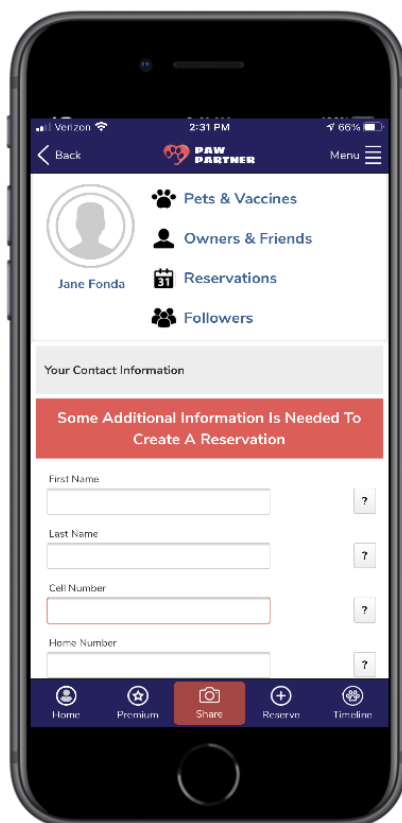 Verizon
2:31 PM
66%
Back
PAW
PARTNER
Menu
Jane Fonda
Pets & Vaccines
Owners & Friends
31
Reservations
Followers
Your Contact Information
Some Additional Information Is Needed To
Create A Reservation
First Name
?
Last Name
?
Cell Number
?
Home Number
?
Home
Premium
Share
Reserve
Timeline